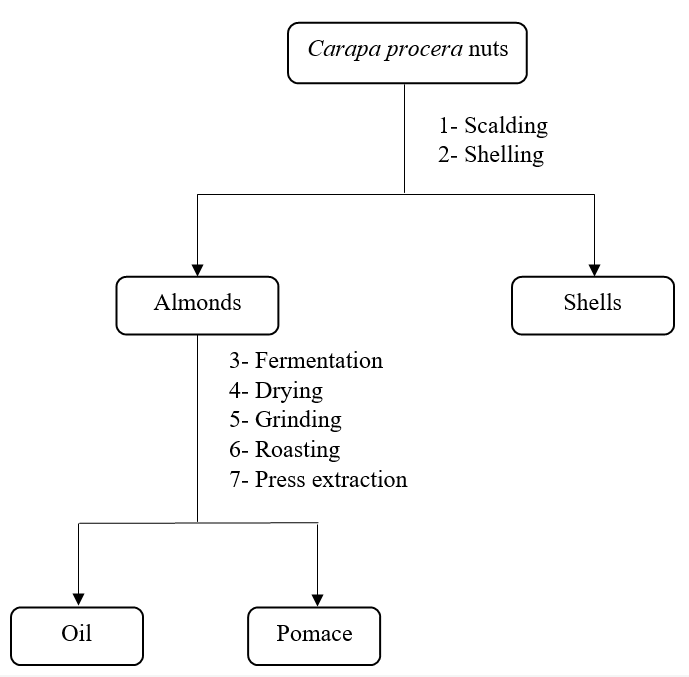 Carapa procera nuts
1- Scalding
2- Shelling
Almonds
Shells
3- Fermentation
4- Drying
5- Grinding
6- Roasting
7- Press extraction
Oil
Pomace